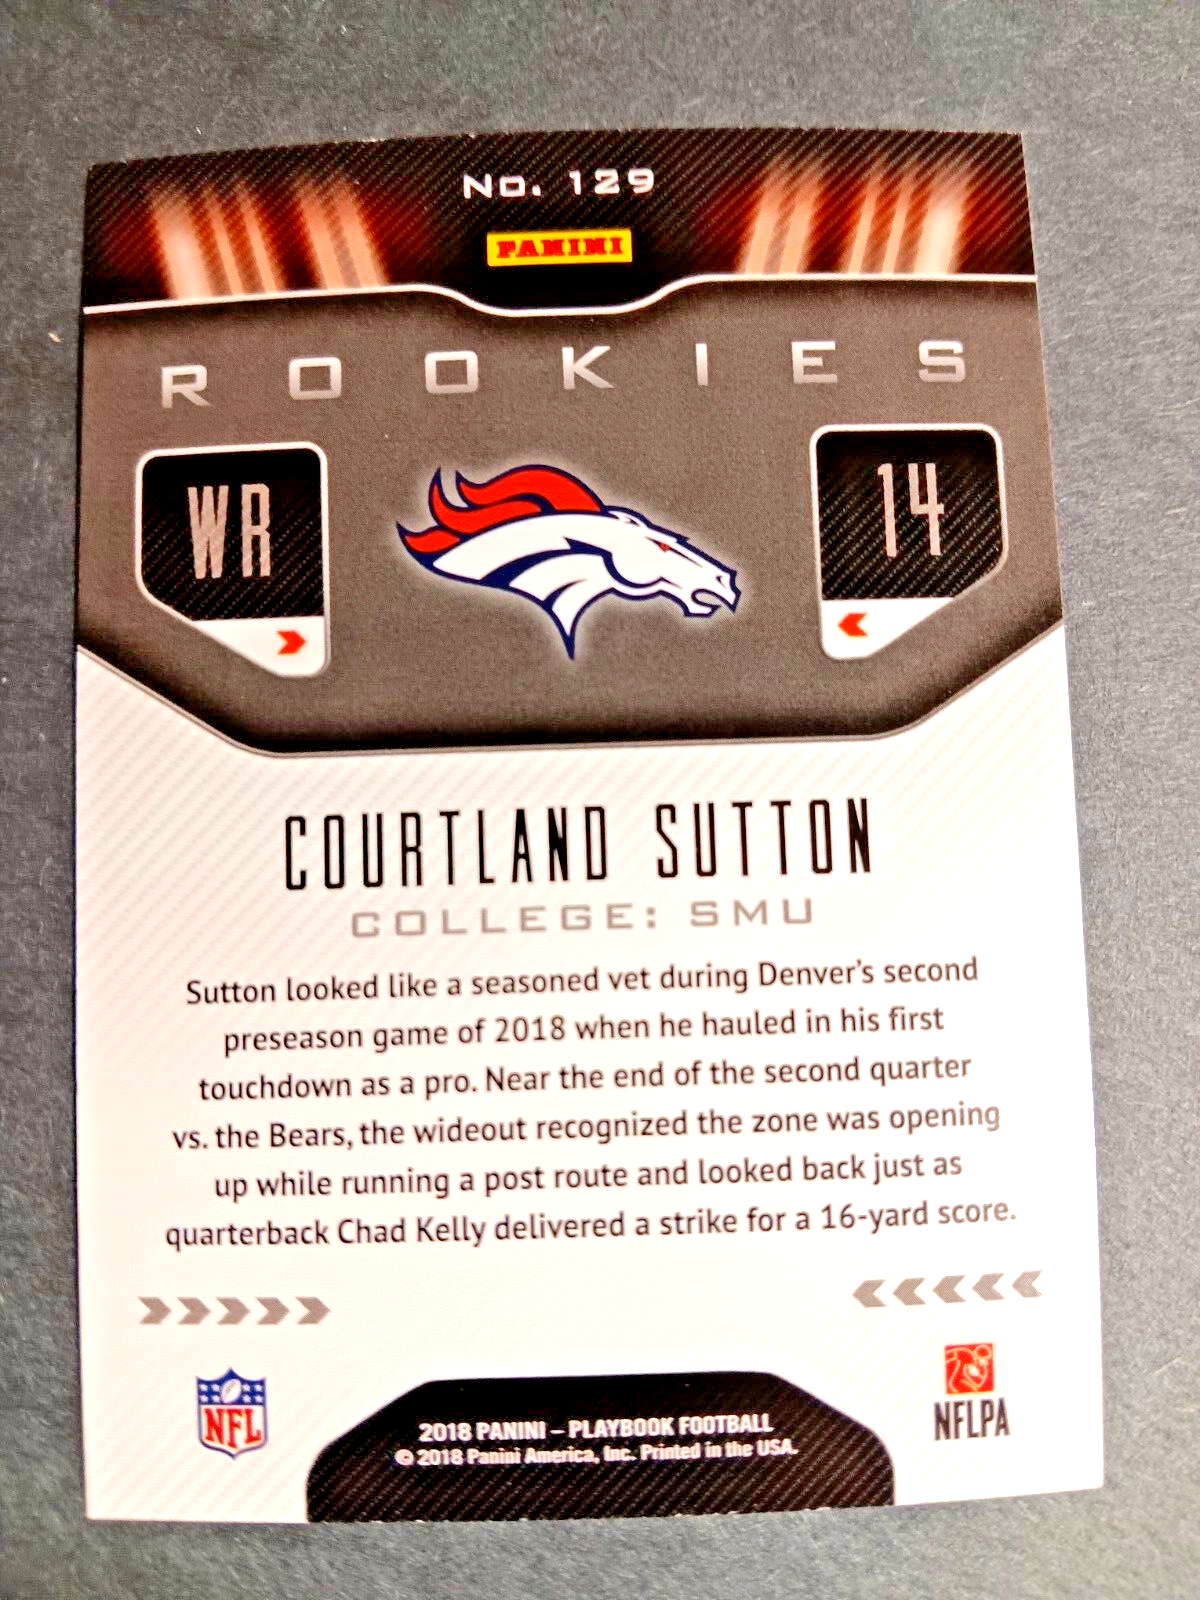 No. 129
PANINI
ROOKIES
WR
14
COURTLAND SUTTON
COLLEGE: SMU
Sutton looked like a seasoned vet during Denver's second
preseason game of 2018 when he hauled in his first
touchdown as a pro. Near the end of the second quarter
vs. the Bears, the wideout recognized the zone was opening
up while running a post route and looked back just as
quarterback Chad Kelly delivered a strike for a 16-yard score.
NFL
NFLPA
2018 PANINI – PLAYBOOK FOOTBALL
© 2018 Panini America, Inc. Printed in the USA.